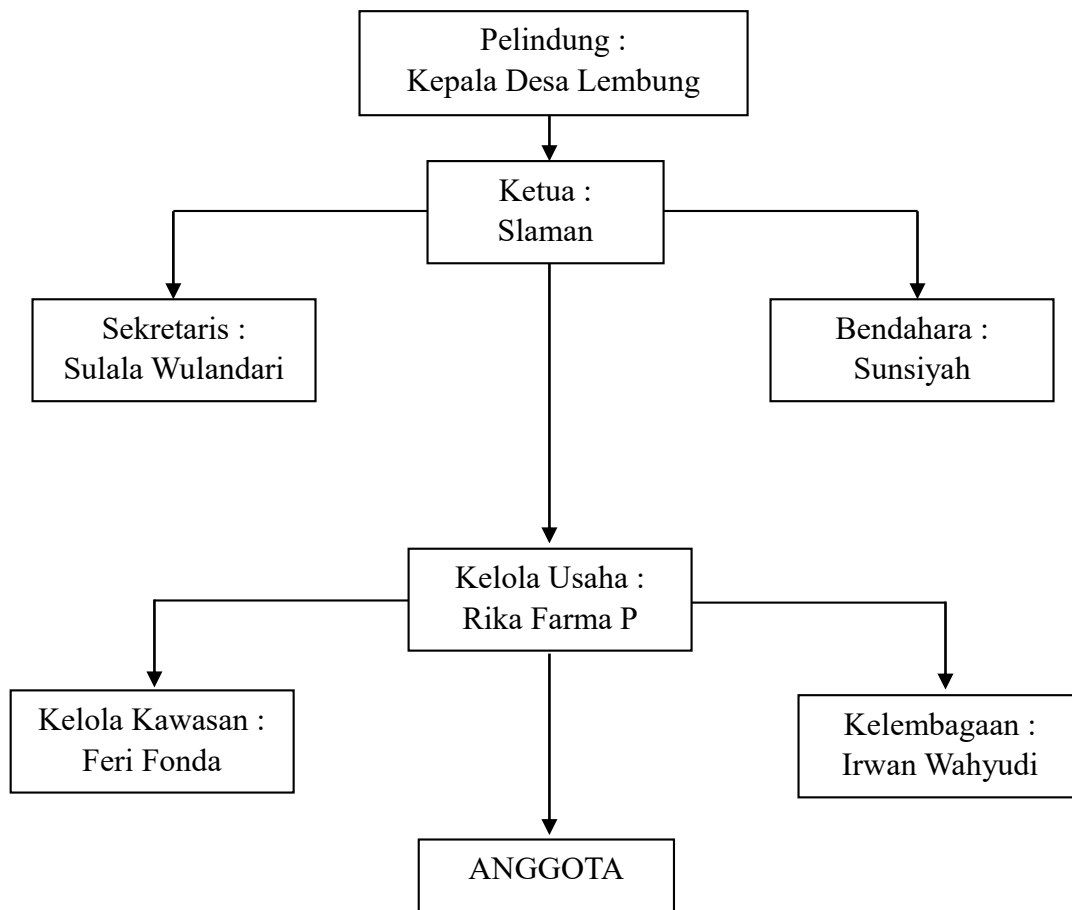 Pelindung :
Kepala Desa Lembung
Ketua :
Slaman
Sekretaris :
Sulala Wulandari
Bendahara :
Sunsiyah
Kelola Usaha :
Rika Farma P
Kelola Kawasan :
Feri Fonda
Kelembagaan :
Irwan Wahyudi
ANGGOTA